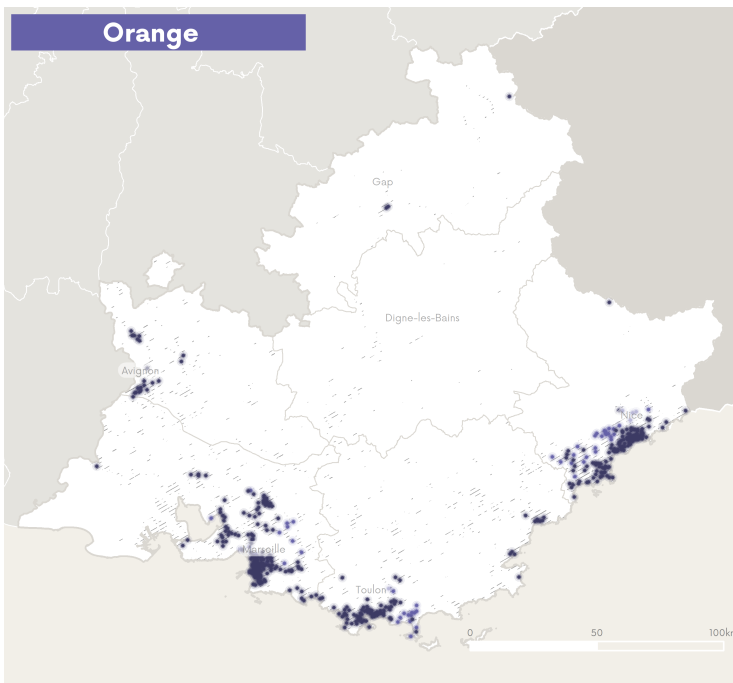 Orange
Gap
Digne-les-Bains
Avignon
Nice
Marseille
Toulon
0 50 100km